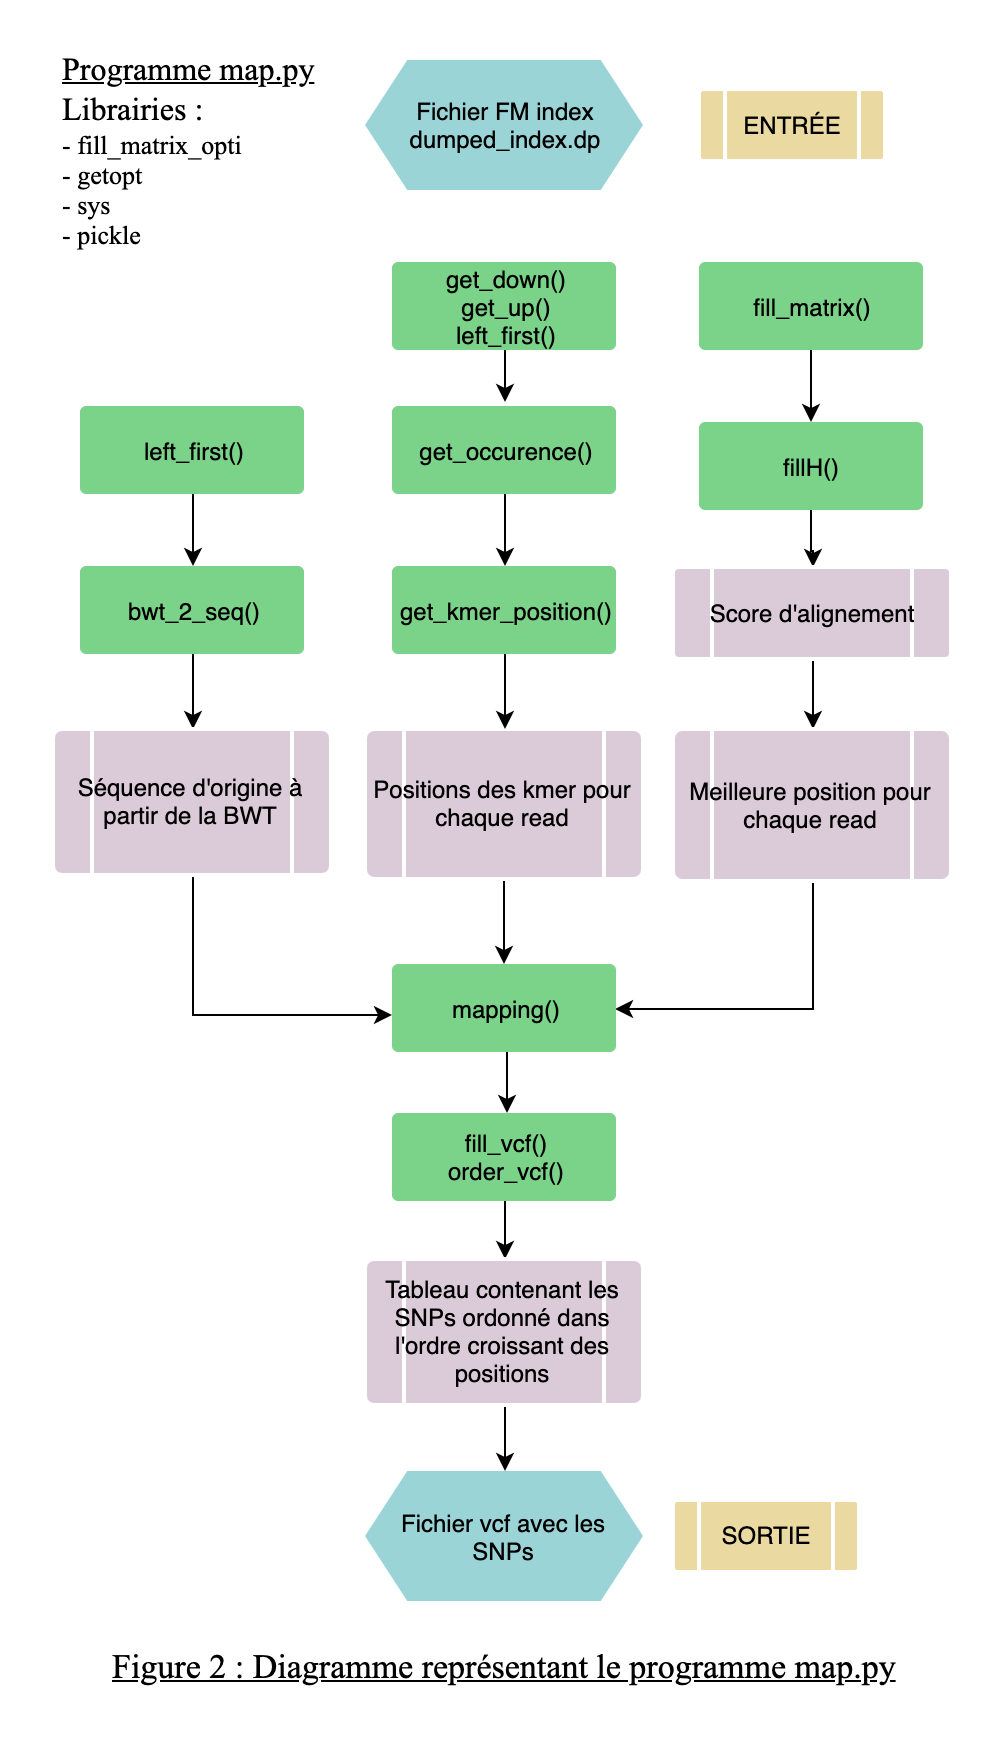 Programme map.py
Librairies :
- fill_matrix_opti
- getopt
- sys
- pickle
Fichier FM index
dumped_index.dp
ENTRÉE
get_down()
get_up()
left_first()
fill_matrix()
left_first()
get_occurence()
fillH()
bwt_2_seq()
get_kmer_position()
Score d'alignement
Séquence d'origine à
partir de la BWT
Positions des kmer pour
chaque read
Meilleure position pour
chaque read
mapping()
fill_vcf()
order_vcf()
Tableau contenant les
SNPs ordonné dans
l'ordre croissant des
positions
Fichier vcf avec les
SNPs
SORTIE
Figure 2 : Diagramme représentant le programme map.py